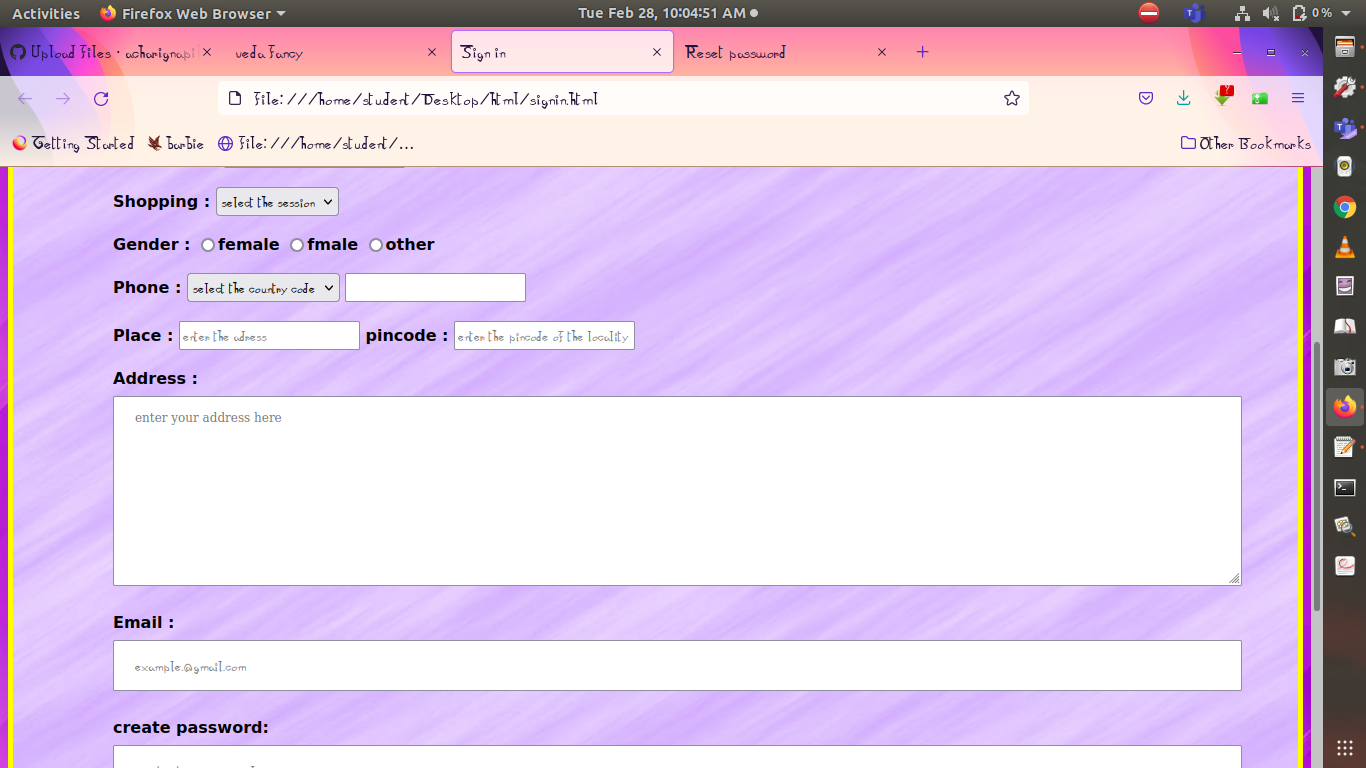 Activities Firefox Web Browser Tue Feb 28, 10:04:51 AM 0 %
Upload files · acharignapi veda fancy Sign in Reset password
file:///home/student/Desktop/html/signin.html
Getting Started barbie file:///home/student/... Other Bookmarks
Shopping : select the session
Gender : female fmale other
Phone : select the country code
Place : enter the adress pincode : enter the pincode of the locality
Address :
enter your address here
Email :
example.@gmail.com
create password: